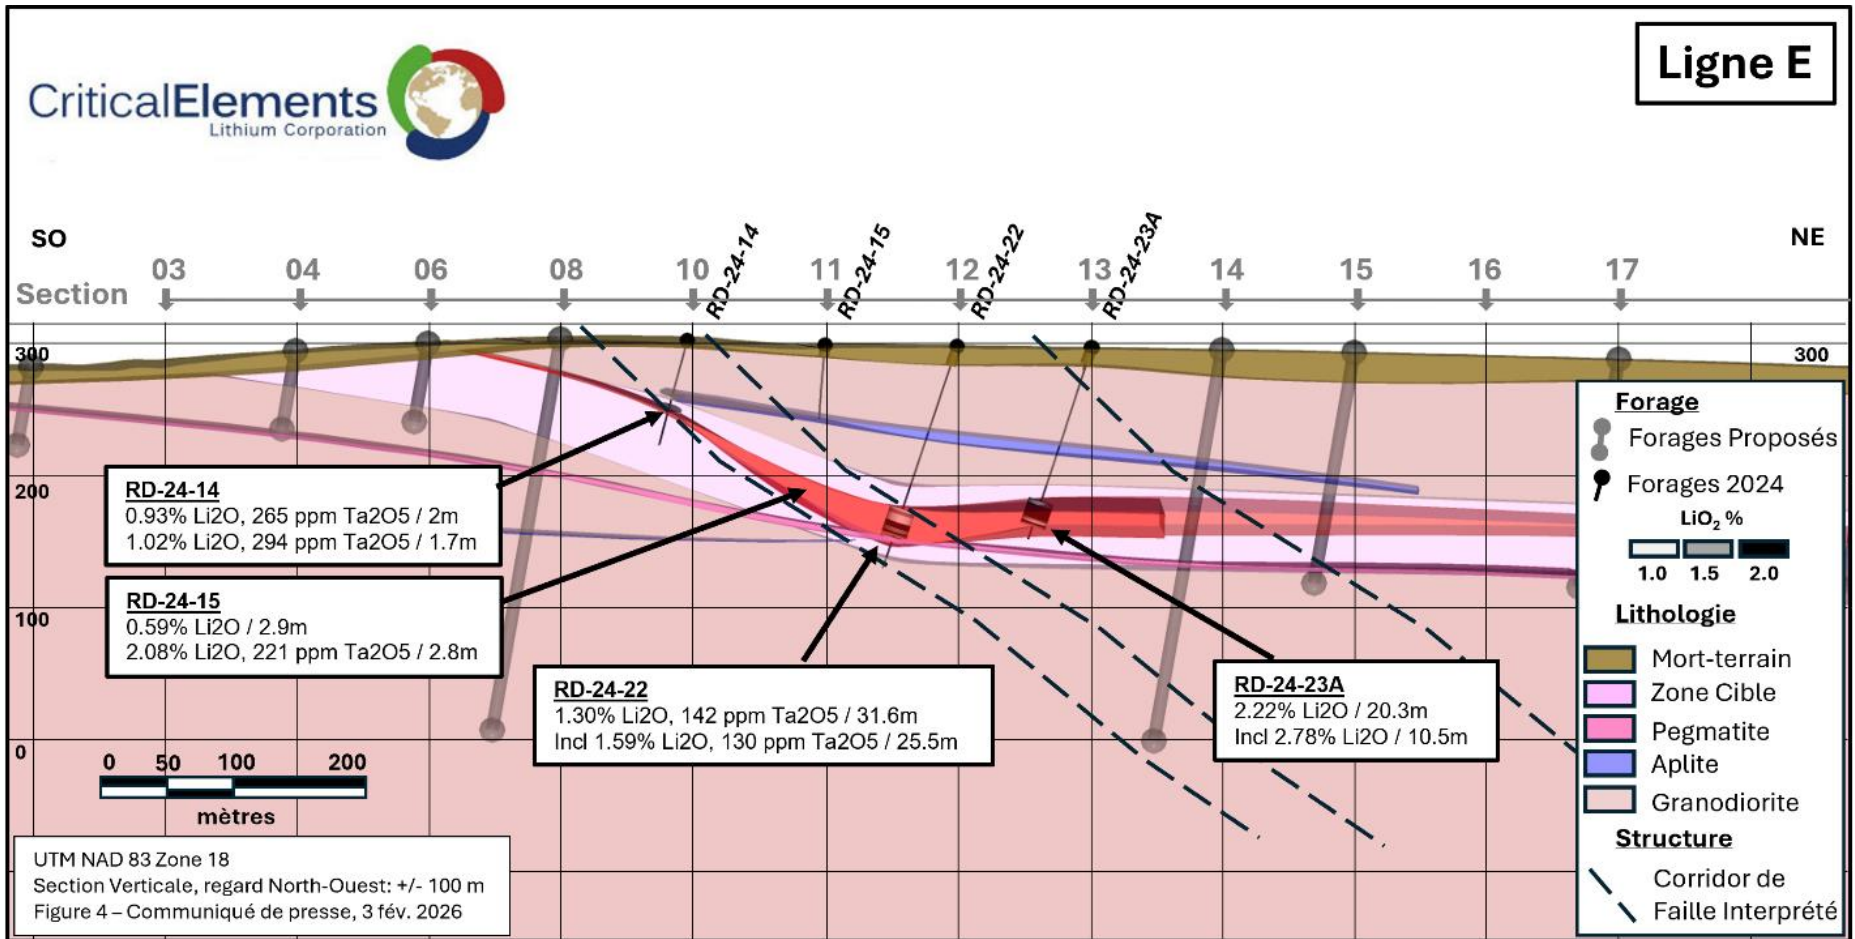 CriticalElements
Lithium Corporation
Ligne E
SO
NE
RD-24-14
RD-24-15
RD-24-22
RD-24-23A
03 04 06 08 10 11 12 13 14 15 16 17
Section
300
300
200
100
0
RD-24-14
0.93% Li2O, 265 ppm Ta2O5 / 2m
1.02% Li2O, 294 ppm Ta2O5 / 1.7m
RD-24-15
0.59% Li2O / 2.9m
2.08% Li2O, 221 ppm Ta2O5 / 2.8m
RD-24-22
1.30% Li2O, 142 ppm Ta2O5 / 31.6m
Incl 1.59% Li2O, 130 ppm Ta2O5 / 25.5m
RD-24-23A
2.22% Li2O / 20.3m
Incl 2.78% Li2O / 10.5m
0 50 100 200
mètres
UTM NAD 83 Zone 18
Section Verticale, regard North-Ouest: +/- 100 m
Figure 4 – Communiqué de presse, 3 fév. 2026
Forage
Forages Proposés
Forages 2024
LiO2 %
1.0 1.5 2.0
Lithologie
Mort-terrain
Zone Cible
Pegmatite
Aplite
Granodiorite
Structure
Corridor de
Faille Interprété